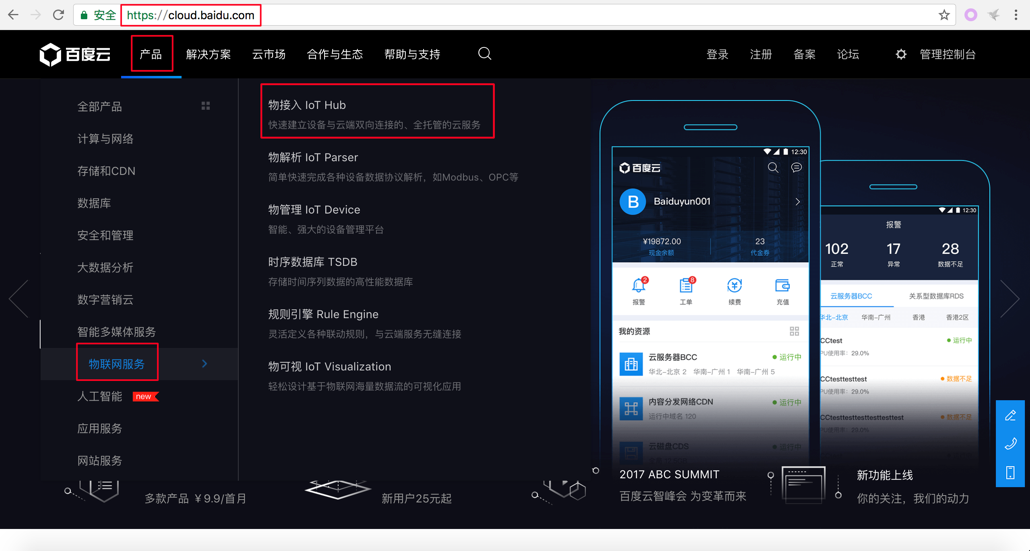 安全 https://cloud.baidu.com
百度云 产品 解决方案 云市场 合作与生态 帮助与支持 登录 注册 备案 论坛 管理控制台
全部产品
计算与网络
存储和CDN
数据库
安全和管理
大数据分析
数字营销云
智能多媒体服务
物联网服务
人工智能 new
应用服务
网站服务
物接入 IoT Hub
快速建立设备与云端双向连接的、全托管的云服务
物解析 IoT Parser
简单快速完成各种设备数据协议解析，如Modbus、OPC等
物管理 IoT Device
智能、强大的设备管理平台
时序数据库 TSDB
存储时间序列数据的高性能数据库
规则引擎 Rule Engine
灵活定义各种联动规则，与云端服务无缝连接
物可视 IoT Visualization
轻松设计基于物联网海量数据流的可视化应用
12:30
百度云
B Baiduyun001
¥19872.00 23
现金余额 代金券
2 8
报警 工单 续费 充值
我的资源
云服务器BCC 运行中
华北-北京 2 华南-广州 1 华南-广州 5
内容分发网络CDN 运行中
运行中域名 120
云磁盘CDS 运行中
12:30
报警
102 17 28
正常 异常 数据不足
云服务器BCC 关系型数据库RDS
华北-北京 华南-广州 香港 香港2区
CCtest 运行中
PU使用率：29.0%
CCtesttesttest 数据不足
PU使用率：29.0%
CCtesttesttesttesttesttest 数据不足
多款产品 ￥9.9/首月
新用户25元起
2017 ABC SUMMIT
百度云智峰会 为变革而来
新功能上线
你的关注，我们的动力